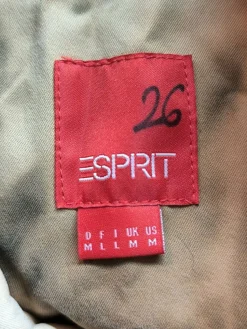 26
ESPRIT
D F I UK US
M L L M M